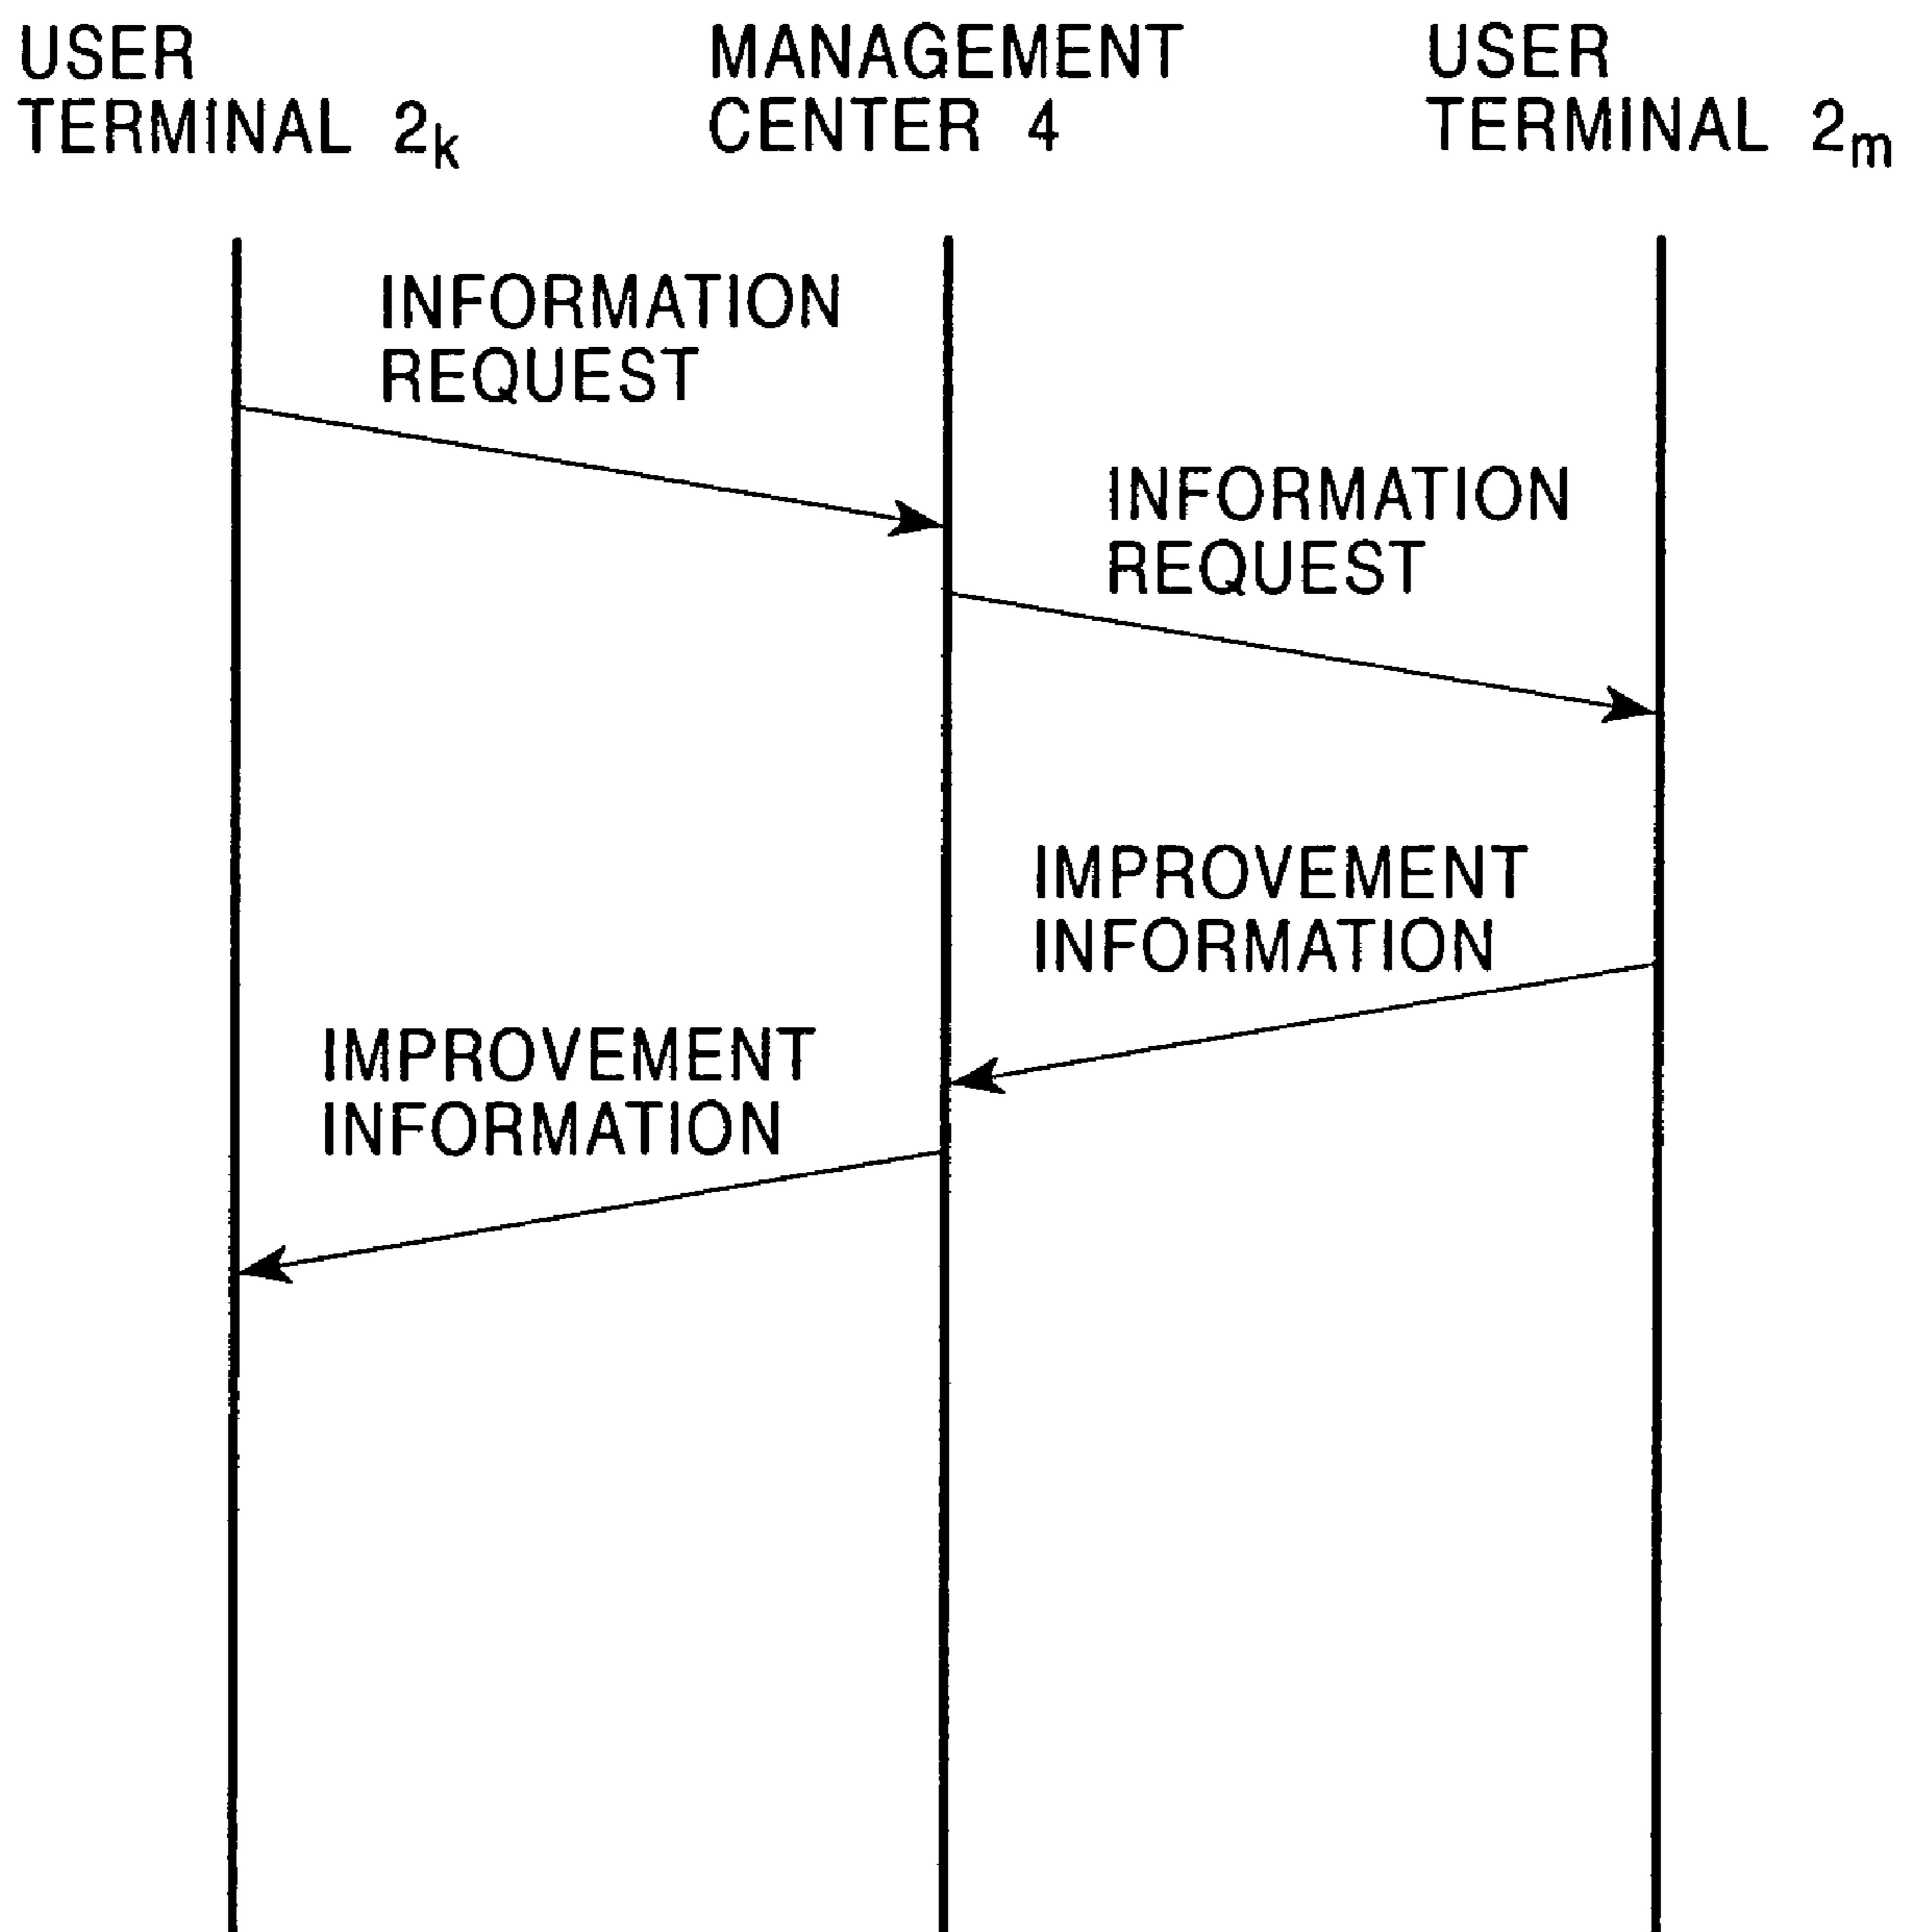 USER
TERMINAL 2k
MANAGEMENT
CENTER 4
USER
TERMINAL 2m
INFORMATION
REQUEST
INFORMATION
REQUEST
IMPROVEMENT
INFORMATION
IMPROVEMENT
INFORMATION